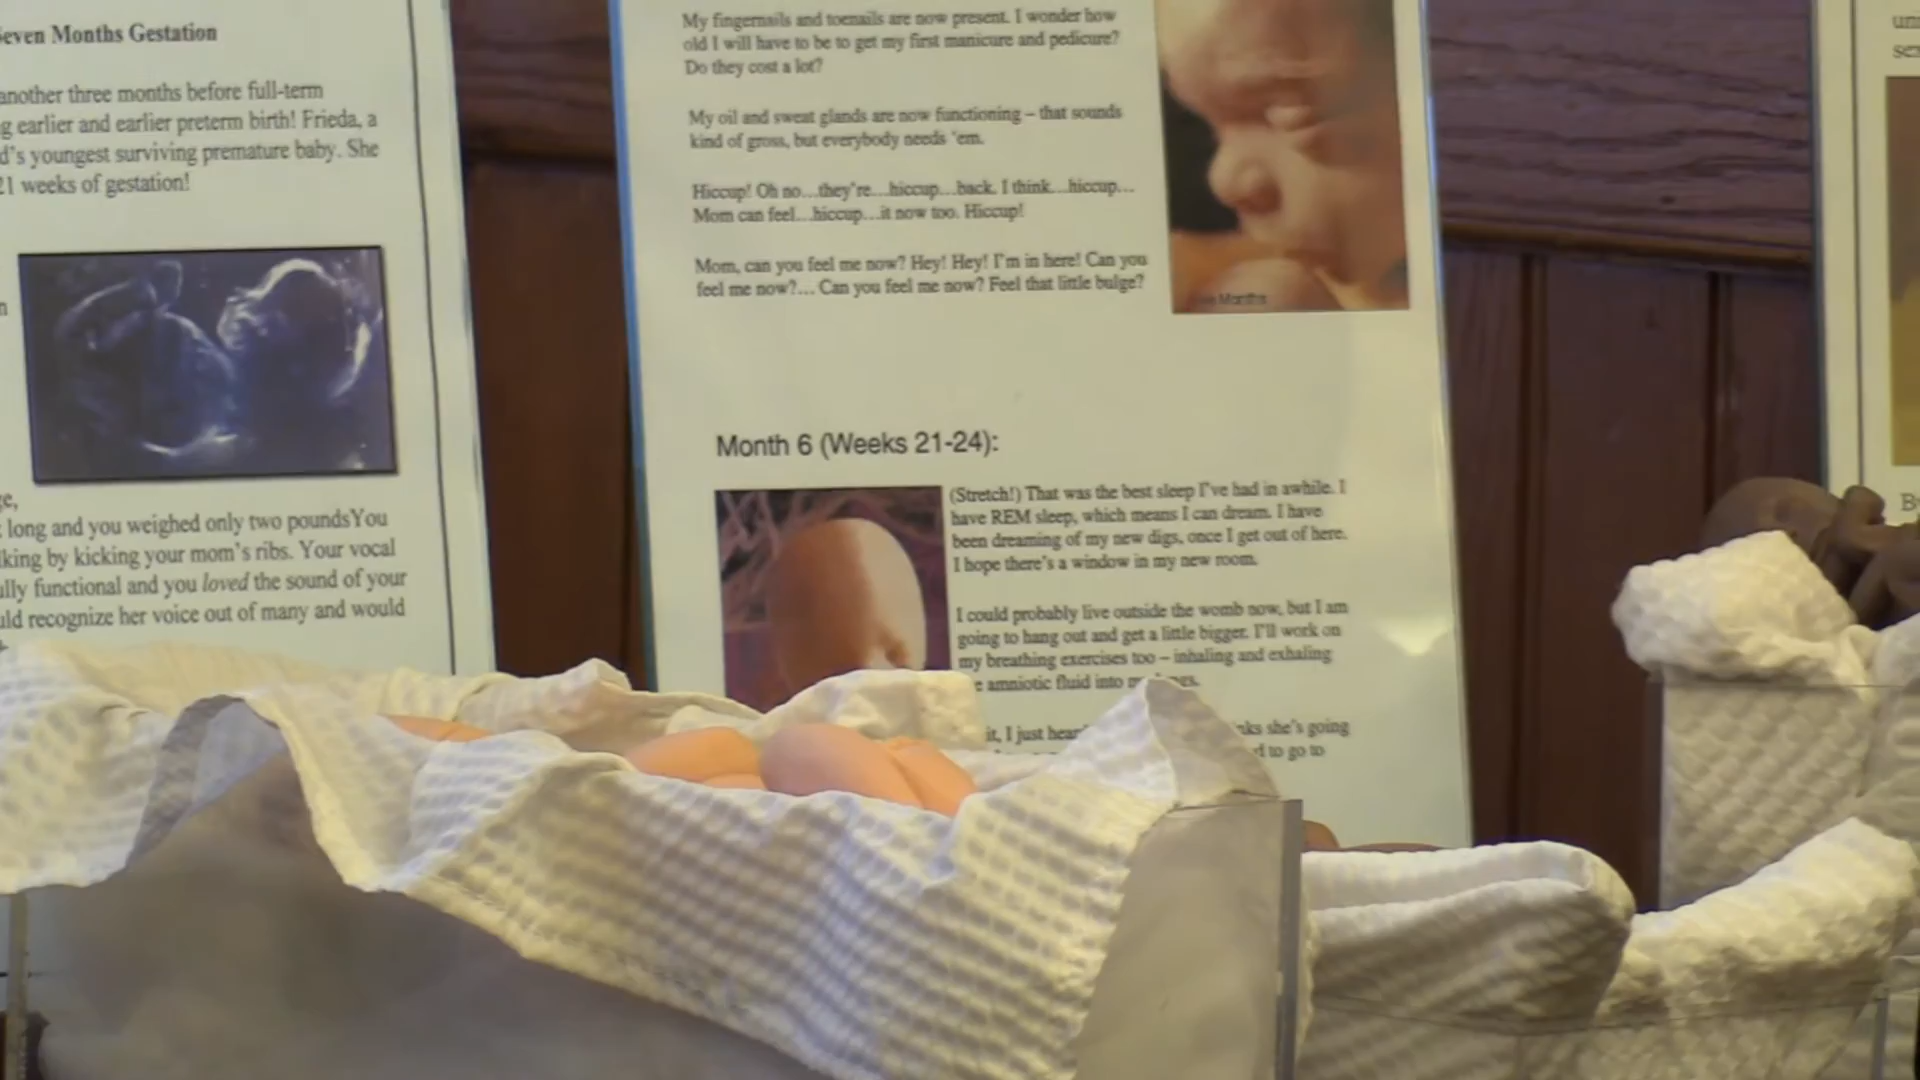 Seven Months Gestation
another three months before full-term
g earlier and earlier preterm birth! Frieda, a
d's youngest surviving premature baby. She
21 weeks of gestation!
long and you weighed only two poundsYou
lking by kicking your mom's ribs. Your vocal
ully functional and you loved the sound of your
uld recognize her voice out of many and would
My fingernails and toenails are now present. I wonder how
old I will have to be to get my first manicure and pedicure?
Do they cost a lot?
My oil and sweat glands are now functioning – that sounds
kind of gross, but everybody needs 'em.
Hiccup! Oh no…they're…hiccup…back. I think…hiccup…
Mom can feel…hiccup…it now too. Hiccup!
Mom, can you feel me now? Hey! Hey! I'm in here! Can you
feel me now?… Can you feel me now? Feel that little bulge?
Months
Month 6 (Weeks 21-24):
(Stretch!) That was the best sleep I've had in awhile. I
have REM sleep, which means I can dream. I have
been dreaming of my new digs, once I get out of here.
I hope there's a window in my new room.
I could probably live outside the womb now, but I am
going to hang out and get a little bigger. I'll work on
my breathing exercises too – inhaling and exhaling
amniotic fluid into
it, I just hear
nks she's going
to go to